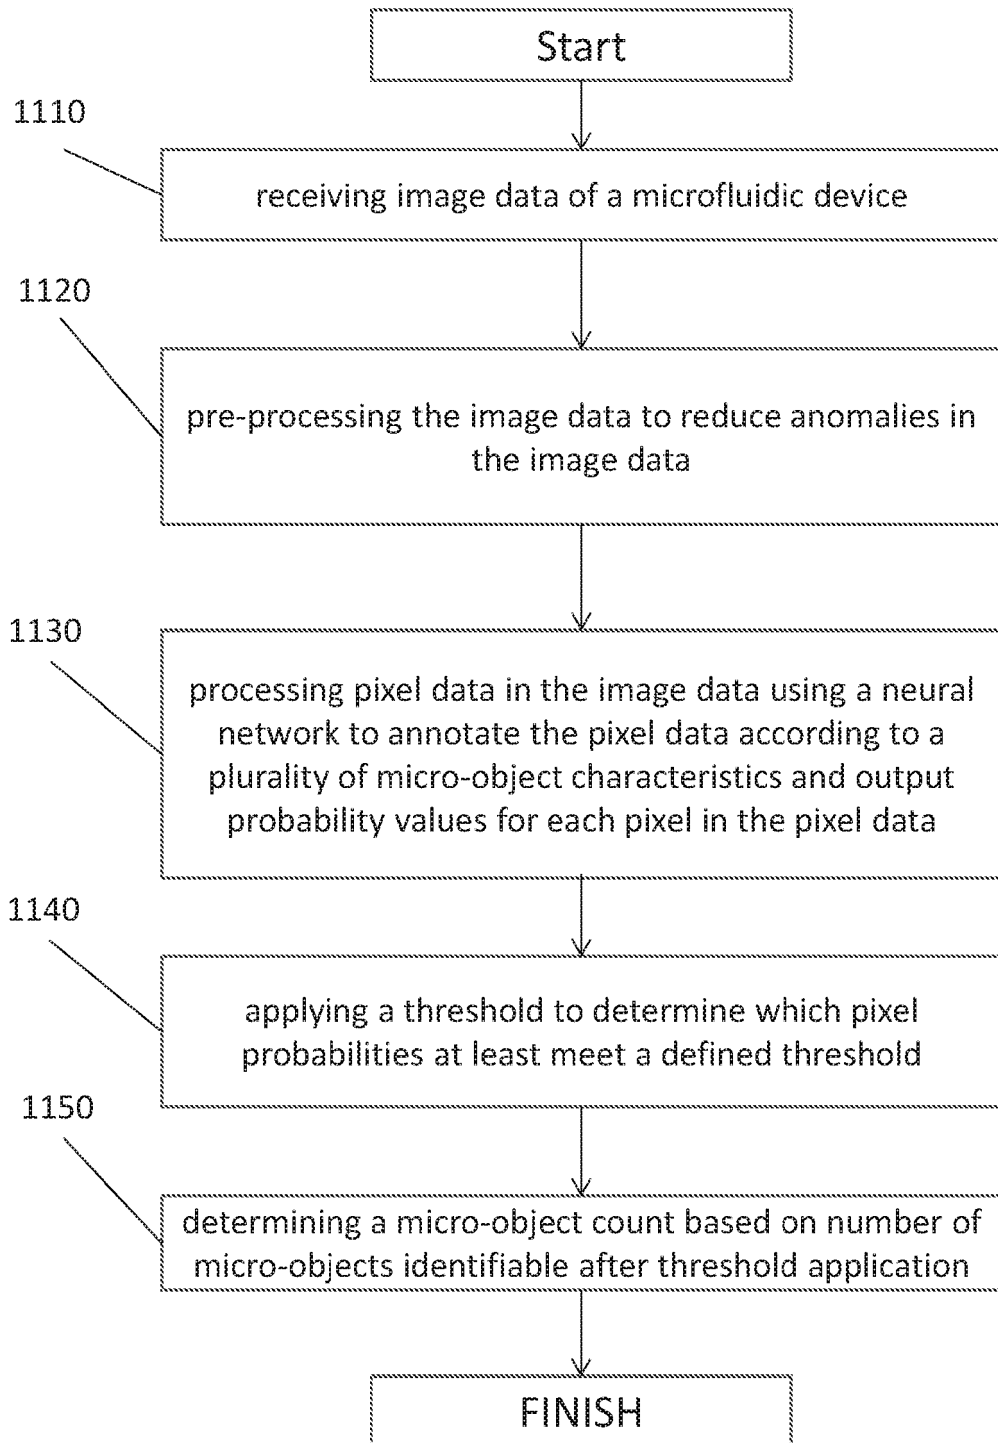 Start
1110
receiving image data of a microfluidic device
1120
pre-processing the image data to reduce anomalies in
the image data
1130
processing pixel data in the image data using a neural
network to annotate the pixel data according to a
plurality of micro-object characteristics and output
probability values for each pixel in the pixel data
1140
applying a threshold to determine which pixel
probabilities at least meet a defined threshold
1150
determining a micro-object count based on number of
micro-objects identifiable after threshold application
FINISH